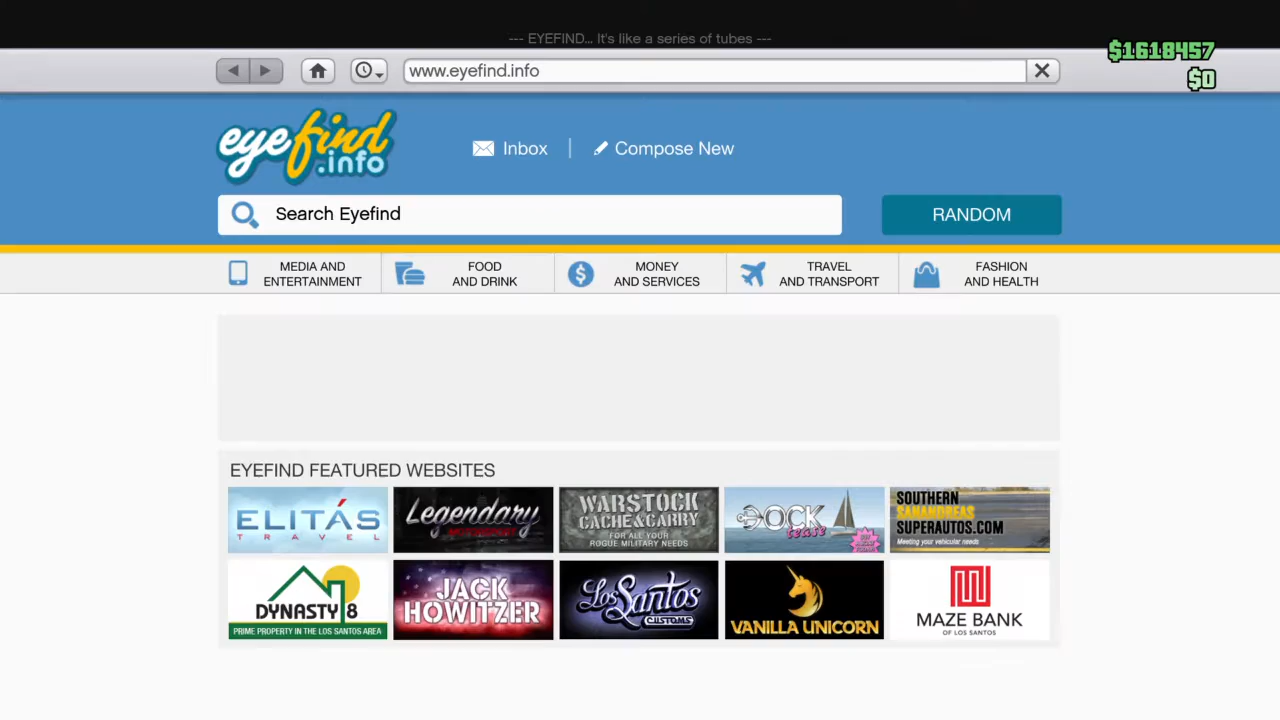 --- EYEFIND... It's like a series of tubes ---
$1618457
www.eyefind.info
$0
eyefind
.info
Inbox
Compose New
Search Eyefind
RANDOM
MEDIA AND
ENTERTAINMENT
FOOD
AND DRINK
MONEY
AND SERVICES
TRAVEL
AND TRANSPORT
FASHION
AND HEALTH
EYEFIND FEATURED WEBSITES
ELITÁS
TRAVEL
Legendary
MOTORSPORT
WARSTOCK
CACHE&CARRY
FOR ALL YOUR
ROGUE MILITARY NEEDS
DOCK
tease
SOUTHERN
SANANDREAS
SUPERAUTOS.COM
Meeting your vehicular needs
DYNASTY 8
PRIME PROPERTY IN THE LOS SANTOS AREA
JACK
HOWITZER
Los Santos
CUSTOMS
VANILLA UNICORN
MAZE BANK
OF LOS SANTOS